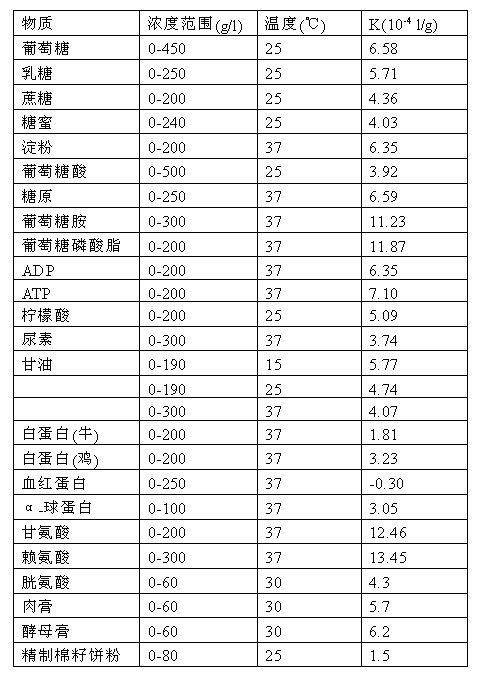 物质 浓度范围(g/l) 温度(℃) K(10⁻⁴ l/g)
葡萄糖 0-450 25 6.58
乳糖 0-250 25 5.71
蔗糖 0-200 25 4.36
糖蜜 0-240 25 4.03
淀粉 0-200 37 6.35
葡萄糖酸 0-500 25 3.92
糖原 0-250 37 6.59
葡萄糖胺 0-300 37 11.23
葡萄糖磷酸脂 0-200 37 11.87
ADP 0-200 37 6.35
ATP 0-200 37 7.10
柠檬酸 0-200 25 5.09
尿素 0-300 37 3.74
甘油 0-190 15 5.77
0-190 25 4.74
0-300 37 4.07
白蛋白(牛) 0-200 37 1.81
白蛋白(鸡) 0-200 37 3.23
血红蛋白 0-250 37 -0.30
α-球蛋白 0-100 37 3.05
甘氨酸 0-200 37 12.46
赖氨酸 0-300 37 13.45
胱氨酸 0-60 30 4.3
肉膏 0-60 30 5.7
酵母膏 0-60 30 6.2
精制棉籽饼粉 0-80 25 1.5